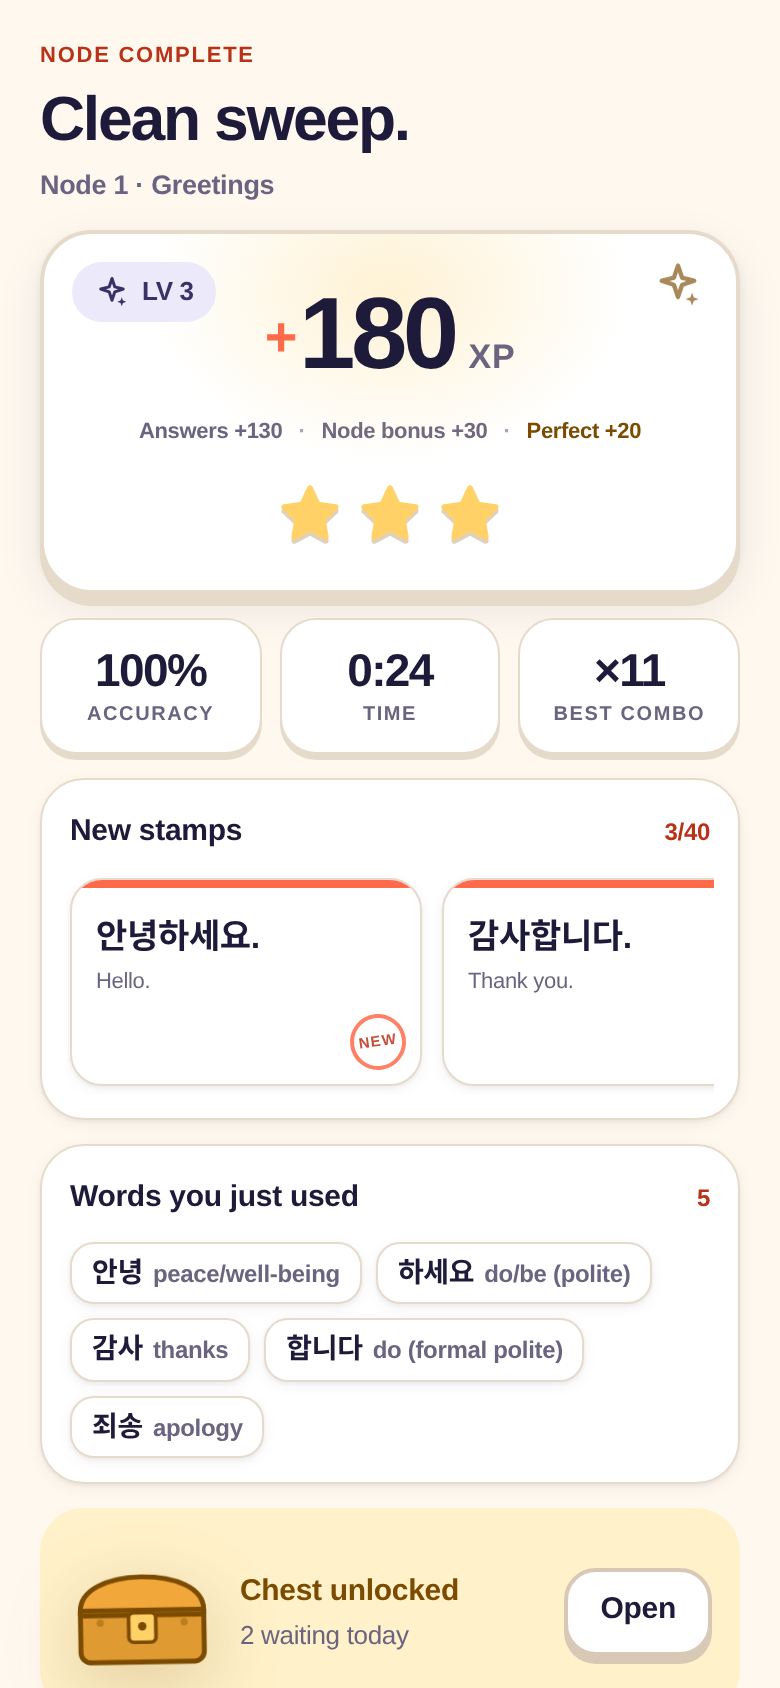 NODE COMPLETE
Clean sweep.
Node 1 · Greetings
LV 3
+180 XP
Answers +130 · Node bonus +30 · Perfect +20
100%
ACCURACY
0:24
TIME
×11
BEST COMBO
New stamps
3/40
안녕하세요.
Hello.
NEW
감사합니다.
Thank you.
Words you just used
5
안녕 peace/well-being
하세요 do/be (polite)
감사 thanks
합니다 do (formal polite)
죄송 apology
Chest unlocked
2 waiting today
Open